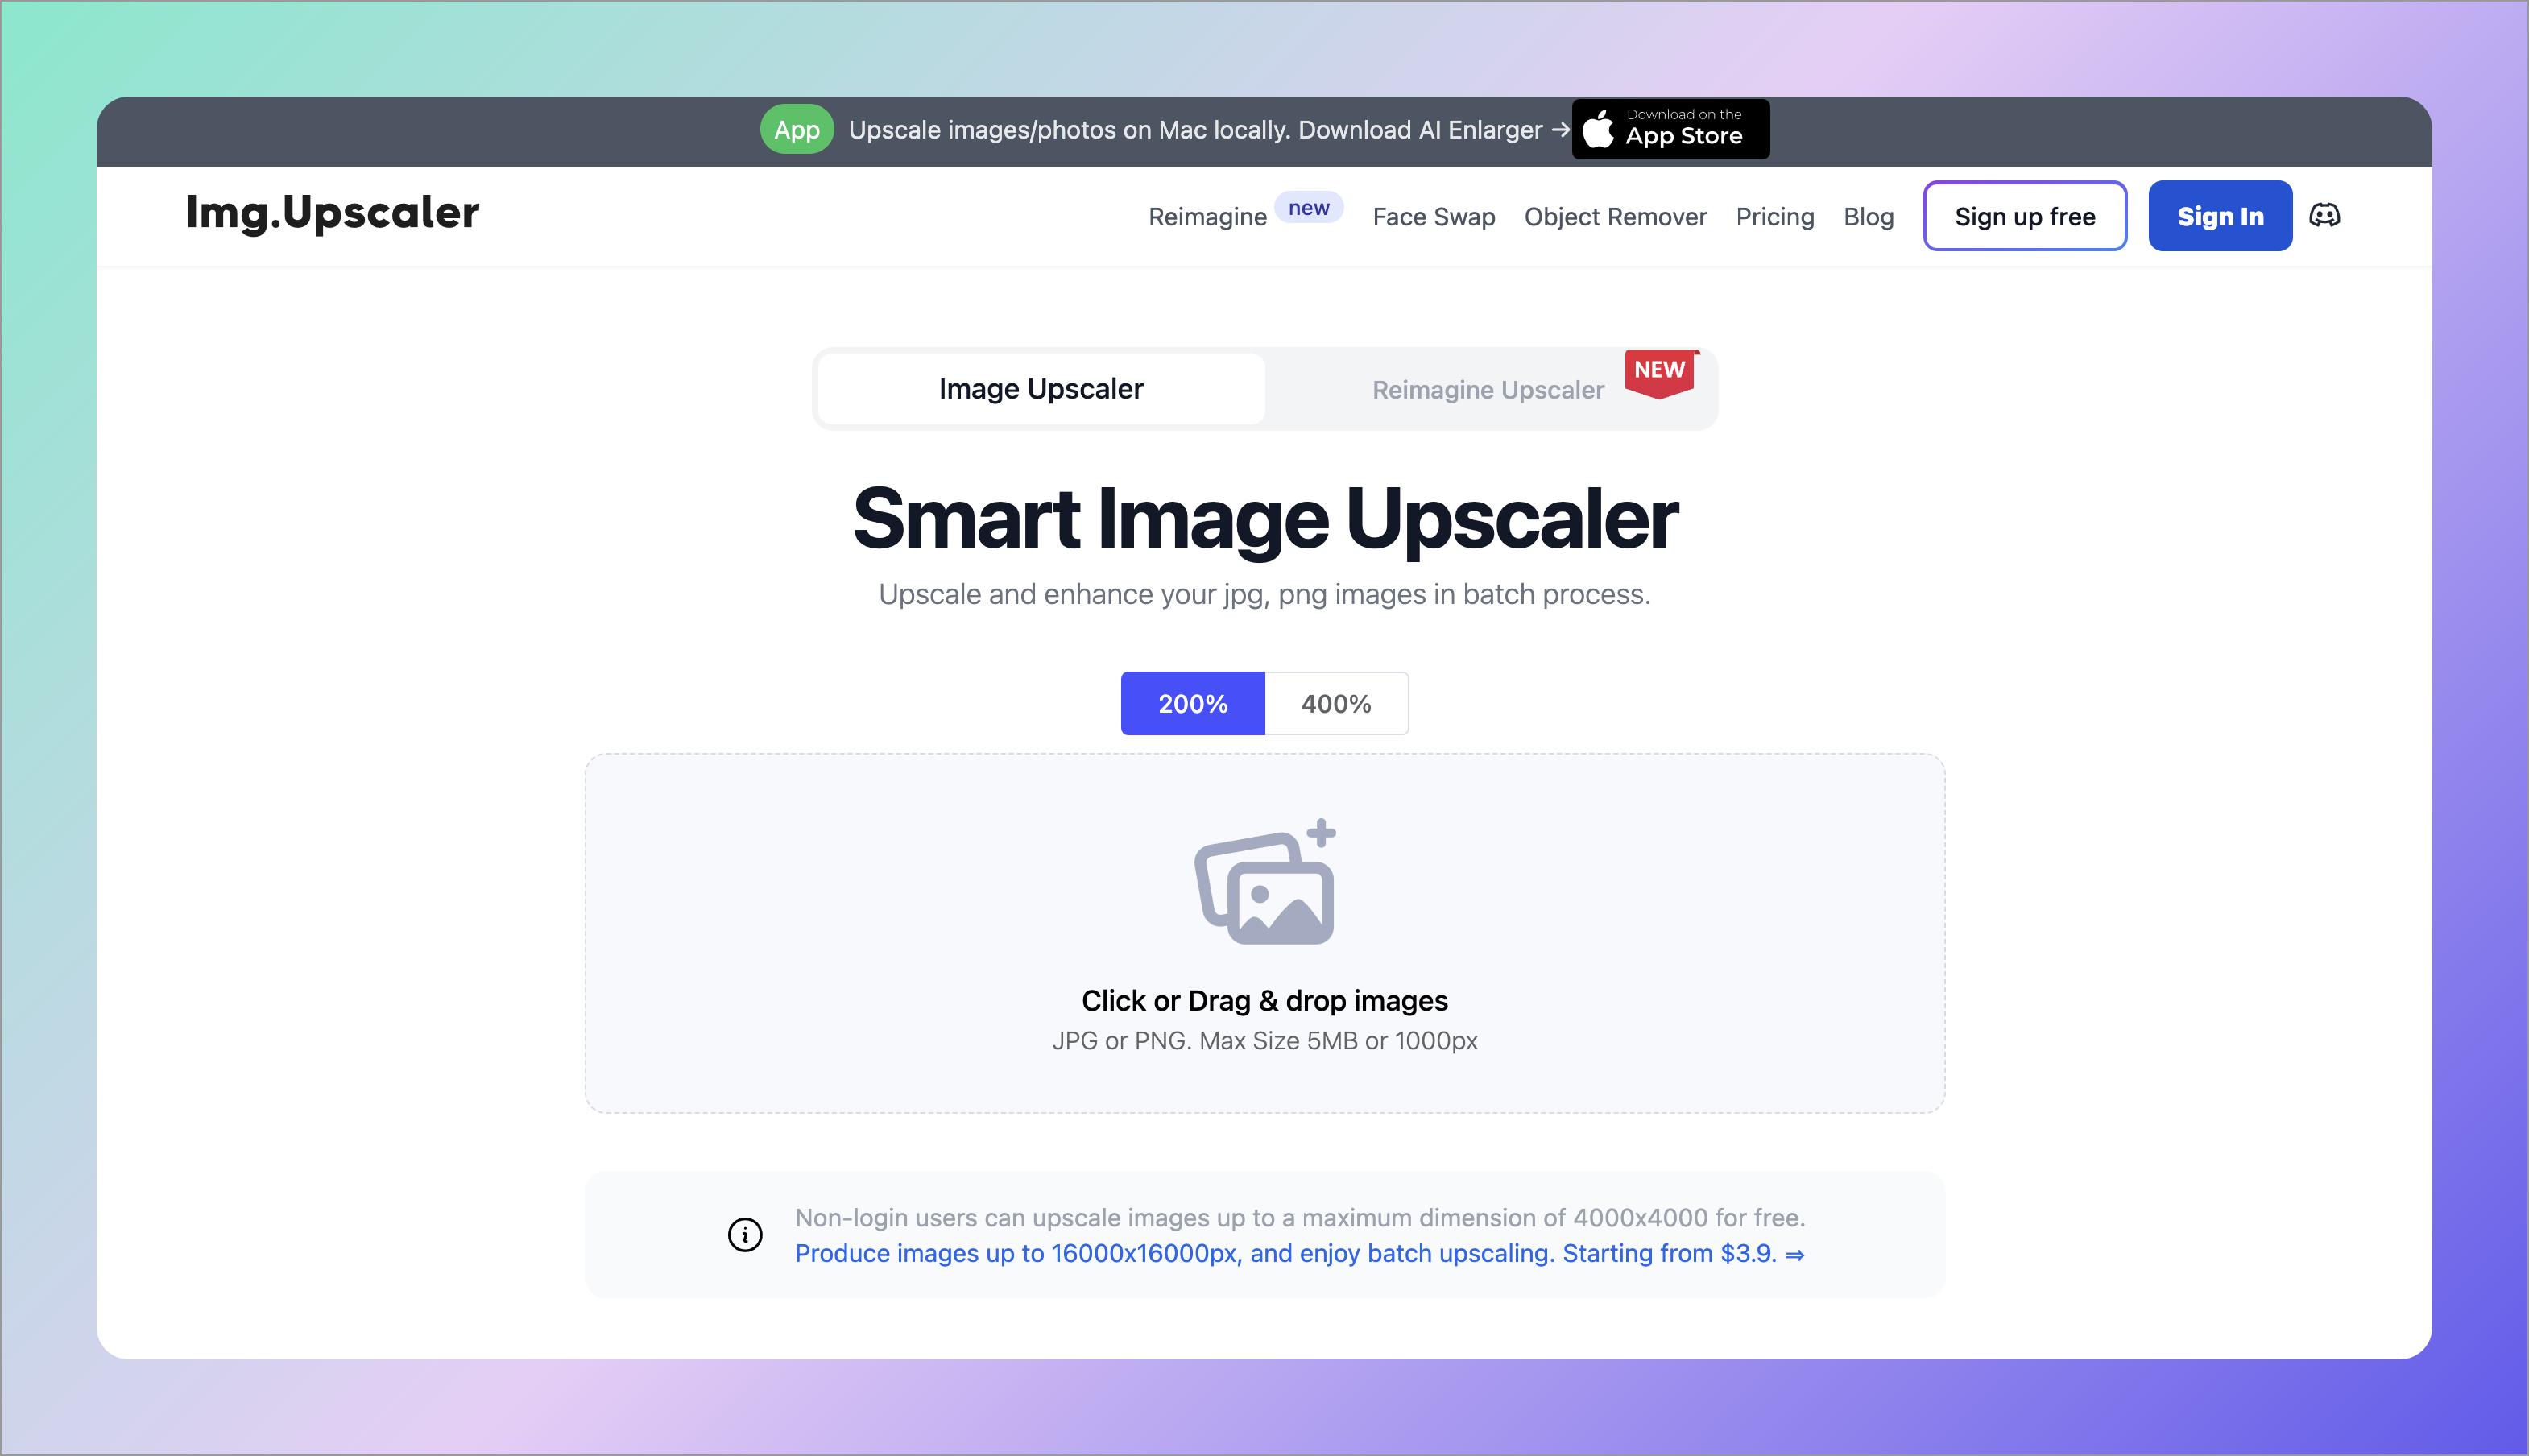 App Upscale images/photos on Mac locally. Download AI Enlarger → Download on the
App Store
Img.Upscaler
Reimagine new Face Swap Object Remover Pricing Blog Sign up free Sign In
Image Upscaler Reimagine Upscaler NEW
Smart Image Upscaler
Upscale and enhance your jpg, png images in batch process.
200% 400%
Click or Drag & drop images
JPG or PNG. Max Size 5MB or 1000px
Non-login users can upscale images up to a maximum dimension of 4000x4000 for free.
Produce images up to 16000x16000px, and enjoy batch upscaling. Starting from $3.9. ⇒